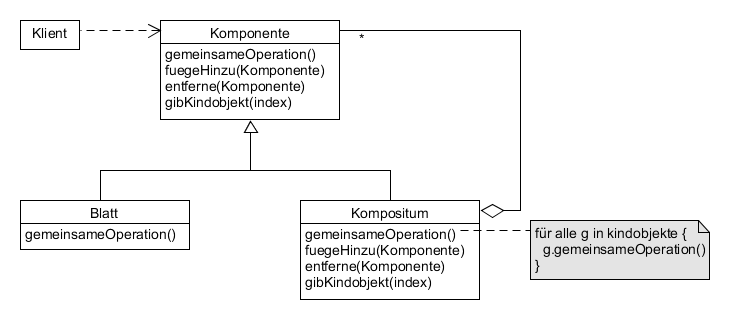 Klient
Komponente
*
gemeinsameOperation()
fuegeHinzu(Komponente)
entferne(Komponente)
gibKindobjekt(index)
Blatt
gemeinsameOperation()
Kompositum
gemeinsameOperation()
fuegeHinzu(Komponente)
entferne(Komponente)
gibKindobjekt(index)
für alle g in kindobjekte {
g.gemeinsameOperation()
}